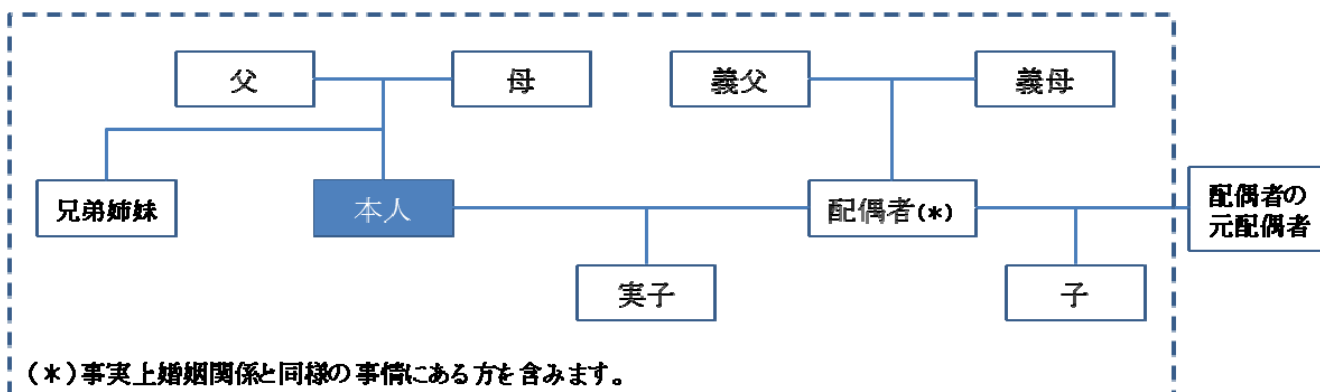 父
母
義父
義母
兄弟姉妹
本人
配偶者(*)
配偶者の
元配偶者
実子
子
(*)事実上婚姻関係と同様の事情にある方を含みます。